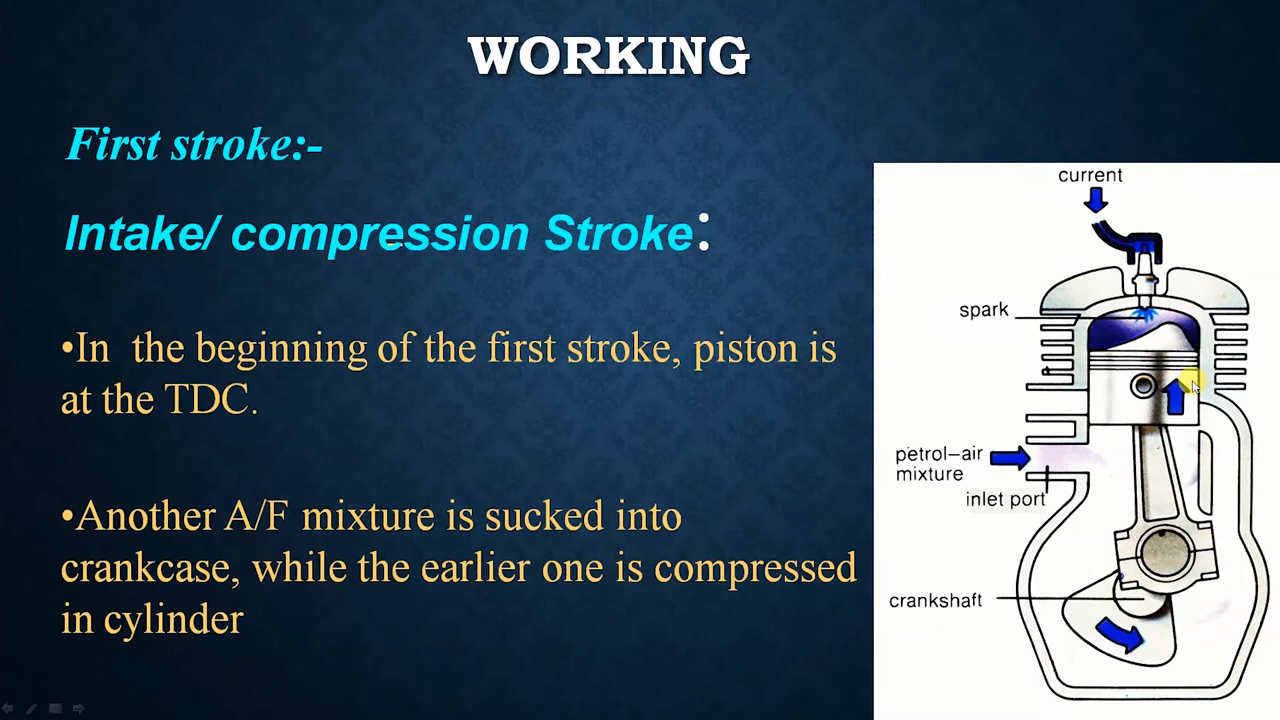 WORKING
First stroke:-
Intake/ compression Stroke:
•In the beginning of the first stroke, piston is
at the TDC.
•Another A/F mixture is sucked into
crankcase, while the earlier one is compressed
in cylinder
current
spark
petrol–air
mixture
inlet port
crankshaft